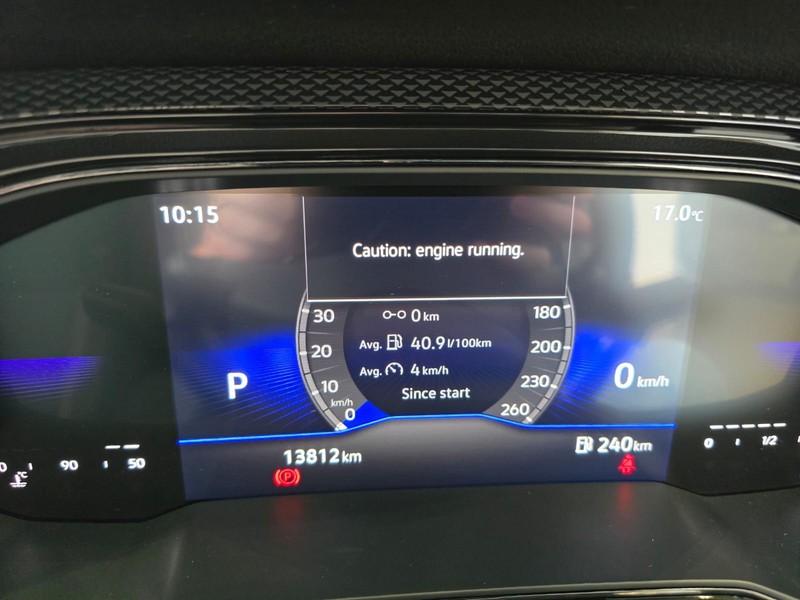 10:15
17.0°C
Caution: engine running.
30
0 km
180
Avg. 40.9 l/100km
20
200
Avg. 4 km/h
P
10
230
0 km/h
km/h
Since start
0
260
13812 km
240 km
P
90
50
0
1/2
°C